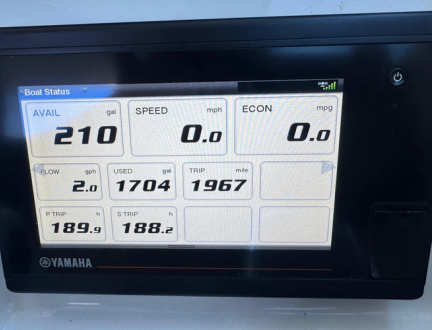 Boat Status
AVAIL gal SPEED mph ECON mpg
210 0.0 0.0
LOW gph USED gal TRIP mile
2.0 1704 1967
P TRIP h S TRIP h
189.9 188.2
YAMAHA